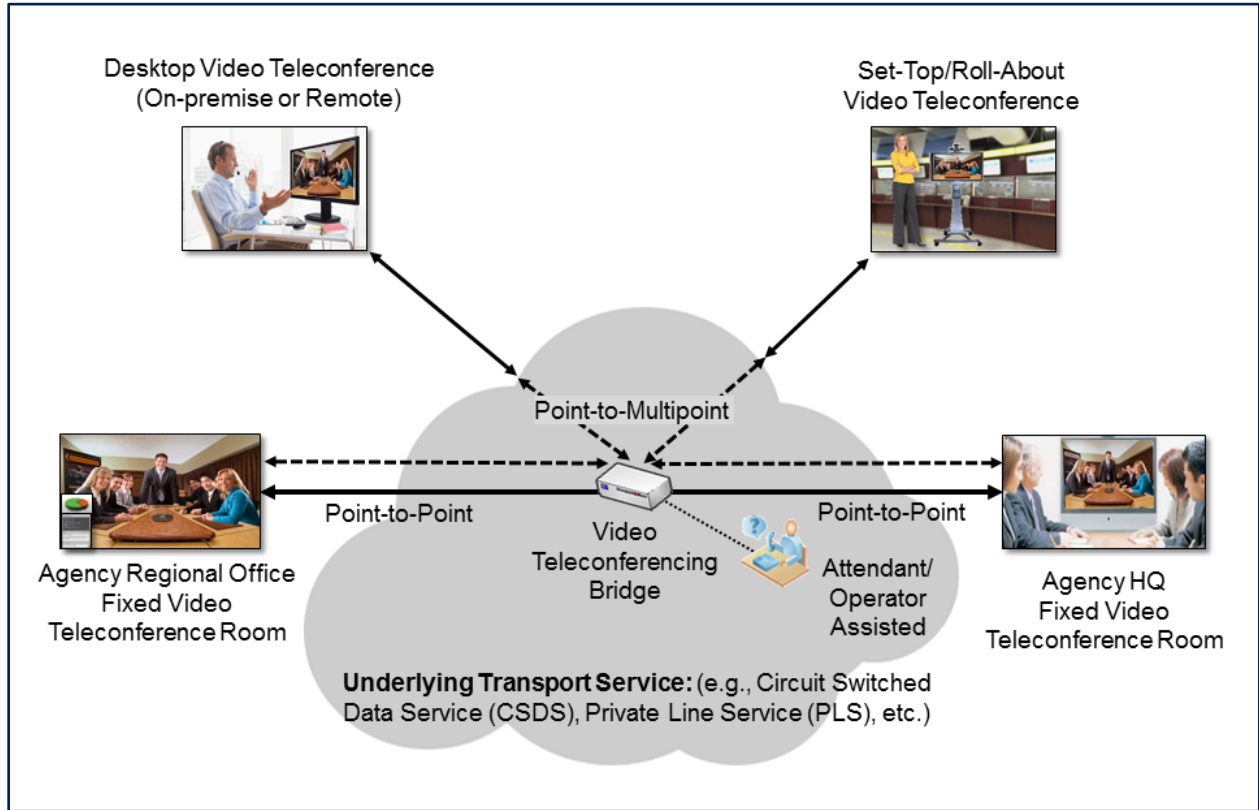 Desktop Video Teleconference
(On-premise or Remote)
Set-Top/Roll-About
Video Teleconference
Point-to-Multipoint
Point-to-Point
Point-to-Point
Video
Teleconferencing
Bridge
Attendant/
Operator
Assisted
Agency Regional Office
Fixed Video
Teleconference Room
Agency HQ
Fixed Video
Teleconference Room
Underlying Transport Service: (e.g., Circuit Switched
Data Service (CSDS), Private Line Service (PLS), etc.)